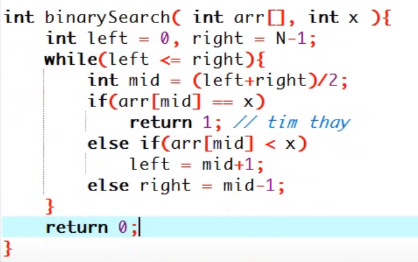 int binarySearch( int arr[], int x ){
    int left = 0, right = N-1;
    while(left <= right){
        int mid = (left+right)/2;
        if(arr[mid] == x)
            return 1; // tim thay
        else if(arr[mid] < x)
            left = mid+1;
        else right = mid-1;
    }
    return 0;
}